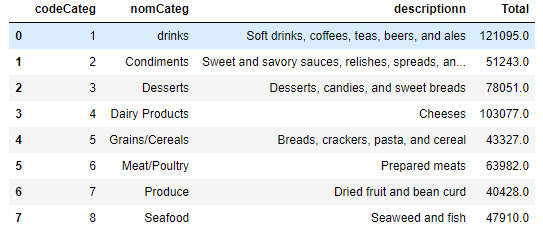 codeCateg nomCateg descriptionn Total
0 1 drinks Soft drinks, coffees, teas, beers, and ales 121095.0
1 2 Condiments Sweet and savory sauces, relishes, spreads, an... 51243.0
2 3 Desserts Desserts, candies, and sweet breads 78051.0
3 4 Dairy Products Cheeses 103077.0
4 5 Grains/Cereals Breads, crackers, pasta, and cereal 43327.0
5 6 Meat/Poultry Prepared meats 63982.0
6 7 Produce Dried fruit and bean curd 40428.0
7 8 Seafood Seaweed and fish 47910.0